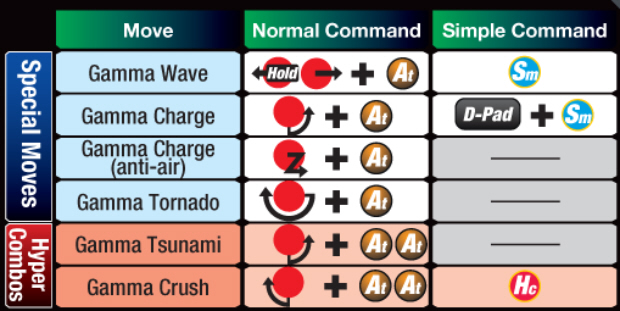 Move Normal Command Simple Command
Special Moves
Gamma Wave Hold + At Sm
Gamma Charge + At D-Pad + Sm
Gamma Charge
(anti-air) + At
Gamma Tornado + At
Hyper
Combos
Gamma Tsunami + At At
Gamma Crush + At At Hc